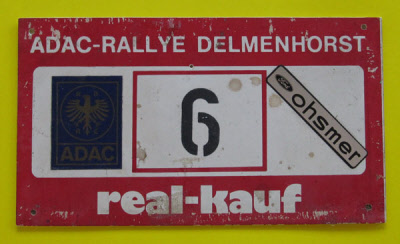 ADAC-RALLYE DELMENHORST
ADAC
6
ohsmer
real-kauf